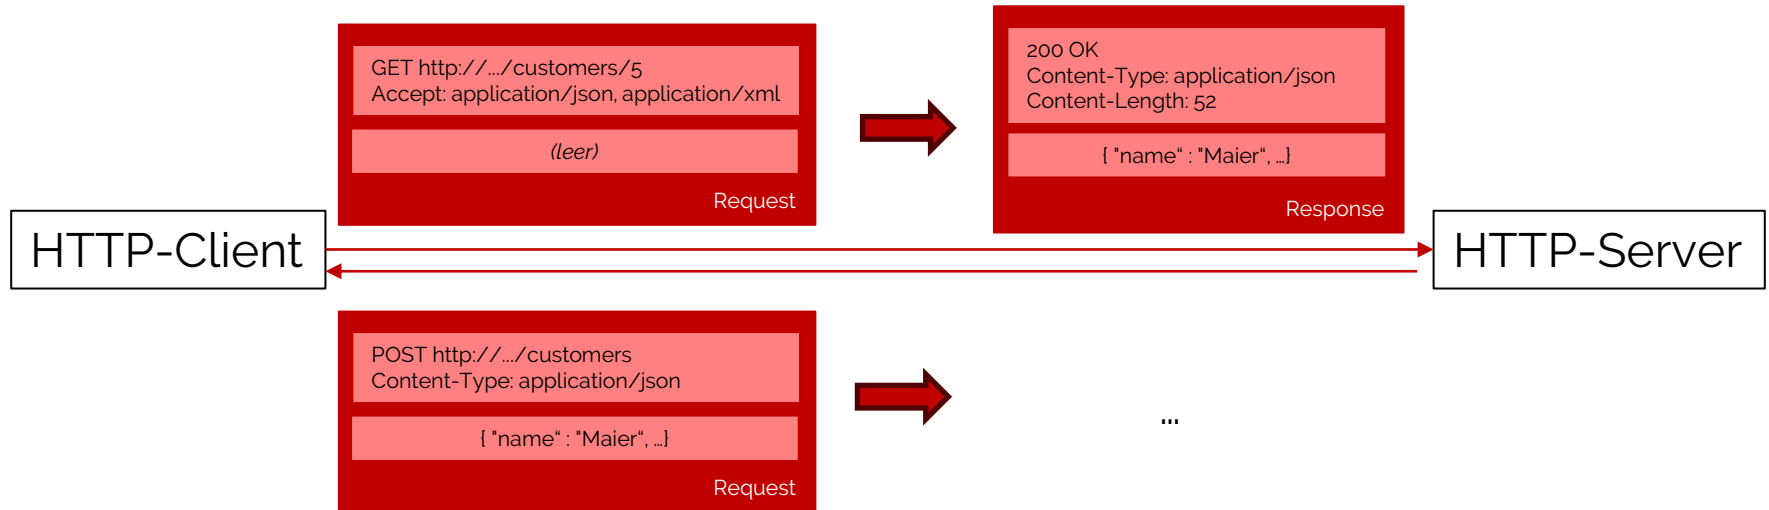 GET http://.../customers/5
Accept: application/json, application/xml
(leer)
Request
200 OK
Content-Type: application/json
Content-Length: 52
{ "name“ : "Maier“, …}
Response
HTTP-Client
HTTP-Server
POST http://.../customers
Content-Type: application/json
{ "name“ : "Maier“, …}
Request
...